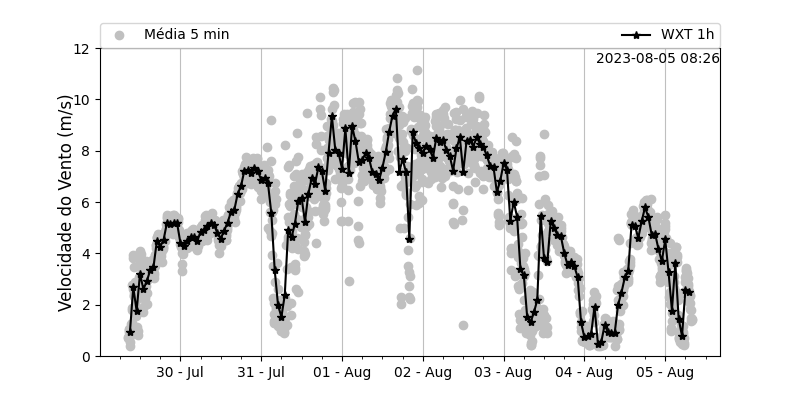 Média 5 min
WXT 1h
2023-08-05 08:26
Velocidade do Vento (m/s)
12
10
8
6
4
2
0
30 - Jul
31 - Jul
01 - Aug
02 - Aug
03 - Aug
04 - Aug
05 - Aug